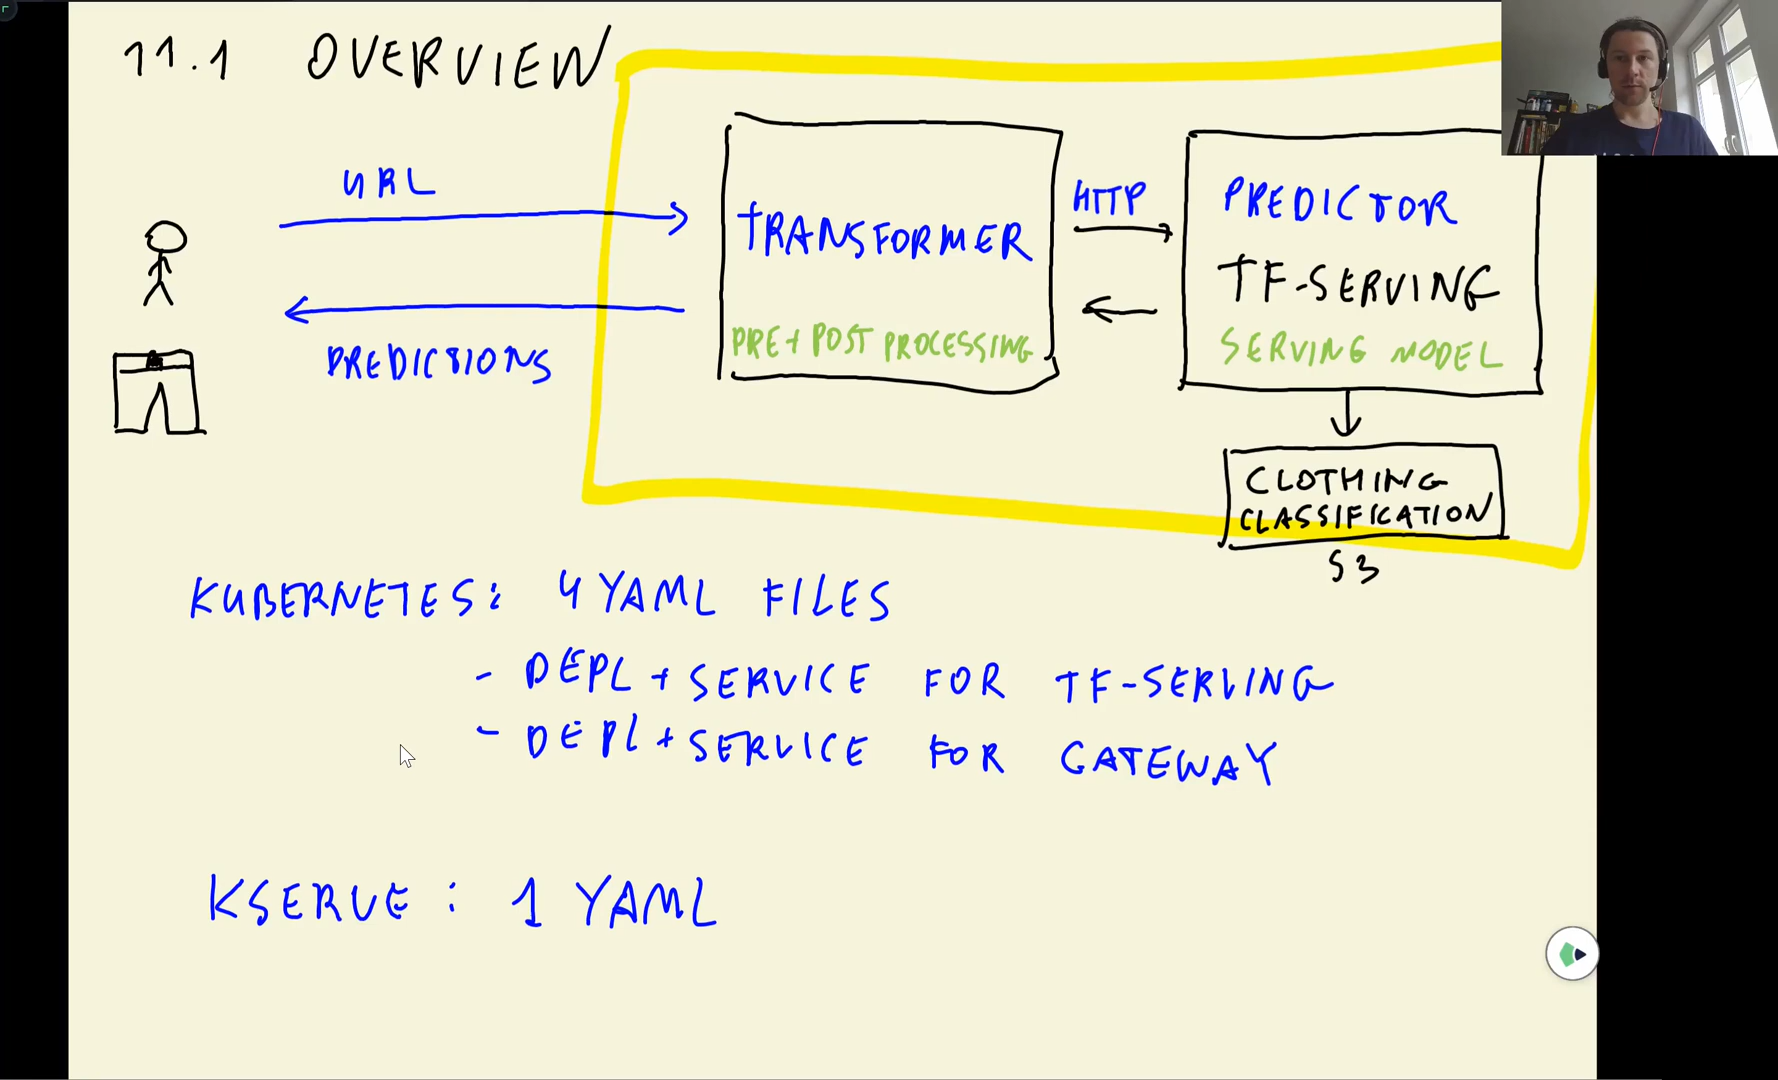 11.1 OVERVIEW
URL
PREDICTIONS
TRANSFORMER
PRE+ POST PROCESSING
HTTP
PREDICTOR
TF-SERVING
SERVING MODEL
CLOTHING
CLASSIFICATION
S3
KUBERNETES: 4 YAML FILES
- DEPL + SERVICE FOR TF-SERVING
- DEPL + SERVICE FOR GATEWAY
KSERVE : 1 YAML